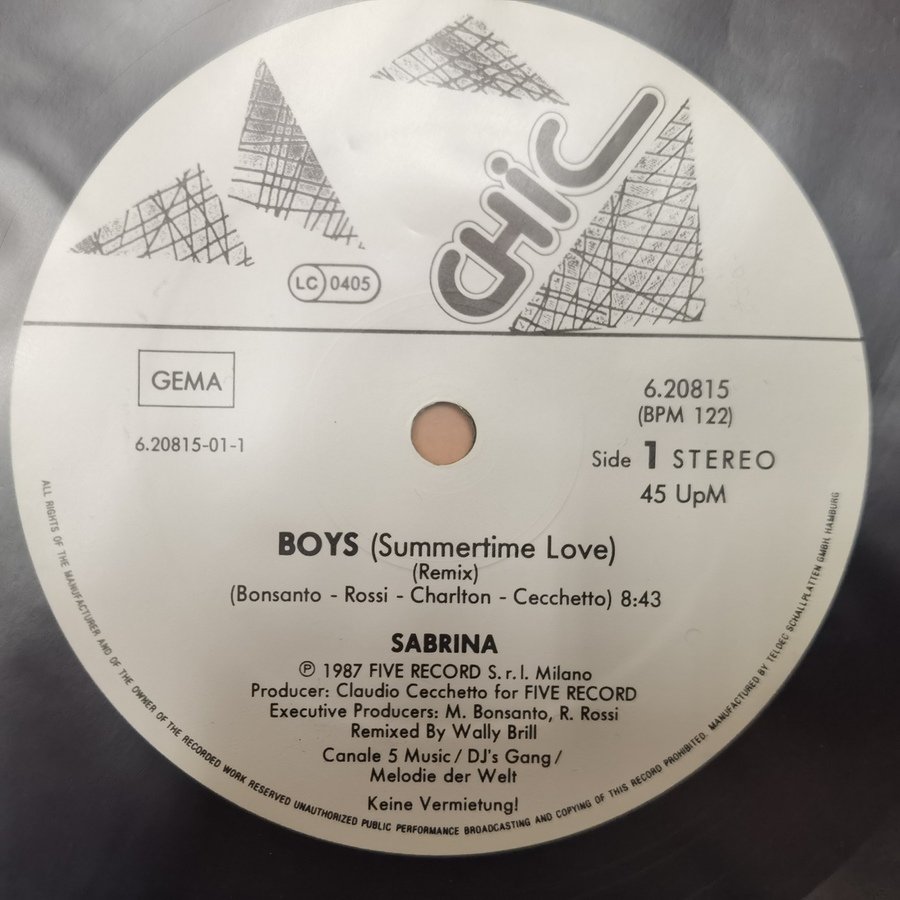 CHIC
LC 0405
GEMA
6.20815-01-1
6.20815
(BPM 122)
Side 1 STEREO
45 UpM
BOYS (Summertime Love)
(Remix)
(Bonsanto - Rossi - Charlton - Cecchetto) 8:43
SABRINA
℗ 1987 FIVE RECORD S.r.l. Milano
Producer: Claudio Cecchetto for FIVE RECORD
Executive Producers: M. Bonsanto, R. Rossi
Remixed By Wally Brill
Canale 5 Music / DJ's Gang /
Melodie der Welt
Keine Vermietung!
ALL RIGHTS OF THE MANUFACTURER AND OF THE OWNER OF THE RECORDED WORK RESERVED UNAUTHORIZED PUBLIC PERFORMANCE BROADCASTING AND COPYING OF THIS RECORD PROHIBITED. MANUFACTURED BY TELDEC SCHALLPLATTEN GMBH, HAMBURG